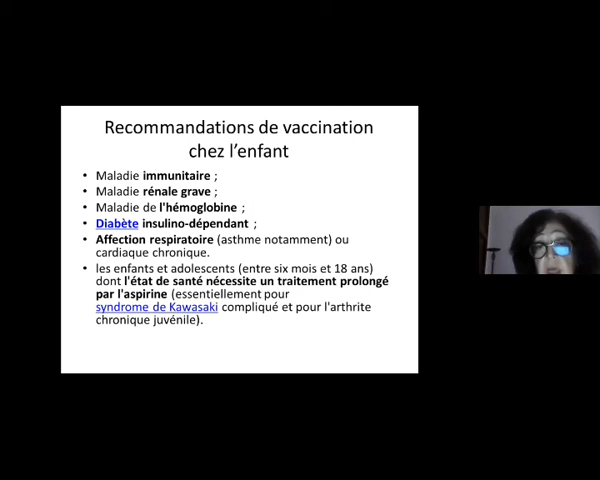 Recommandations de vaccination
chez l'enfant
• Maladie immunitaire ;
• Maladie rénale grave ;
• Maladie de l'hémoglobine ;
• Diabète insulino-dépendant ;
• Affection respiratoire (asthme notamment) ou
cardiaque chronique.
• les enfants et adolescents (entre six mois et 18 ans)
dont l'état de santé nécessite un traitement prolongé
par l'aspirine (essentiellement pour
syndrome de Kawasaki compliqué et pour l'arthrite
chronique juvénile).